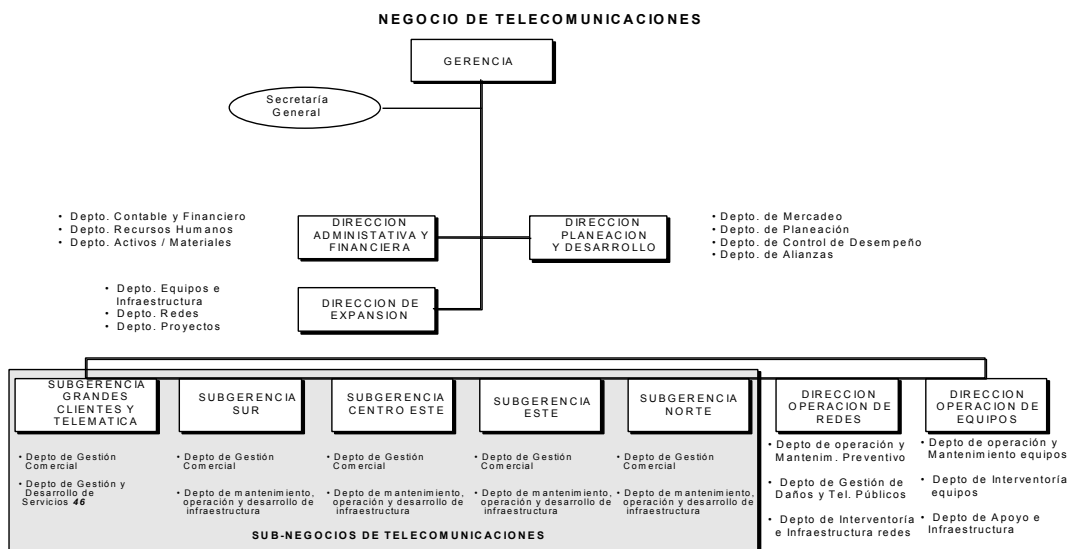 NEGOCIO DE TELECOMUNICACIONES
GERENCIA
Secretaría
General
• Depto. Contable y Financiero
• Depto. Recursos Humanos
• Depto. Activos / Materiales
DIRECCION
ADMINISTATIVA Y
FINANCIERA
DIRECCION
PLANEACION
Y DESARROLLO
• Depto. de Mercadeo
• Depto. de Planeación
• Depto. de Control de Desempeño
• Depto. de Alianzas
• Depto. Equipos e
Infraestructura
• Depto. Redes
• Depto. Proyectos
DIRECCION DE
EXPANSION
SUBGERENCIA
GRANDES
CLIENTES Y
TELEMATICA
• Depto de Gestión
Comercial
• Depto de Gestión y
Desarrollo de
Servicios 46
SUBGERENCIA
SUR
• Depto de Gestión
Comercial
• Depto de mantenimiento,
operación y desarrollo de
infraestructura
SUBGERENCIA
CENTRO ESTE
• Depto de Gestión
Comercial
• Depto de mantenimiento,
operación y desarrollo de
infraestructura
SUBGERENCIA
ESTE
• Depto de Gestión
Comercial
• Depto de mantenimiento,
operación y desarrollo de
infraestructura
SUBGERENCIA
NORTE
• Depto de Gestión
Comercial
• Depto de mantenimiento,
operación y desarrollo de
infraestructura
SUB-NEGOCIOS DE TELECOMUNICACIONES
DIRECCION
OPERACION DE
REDES
• Depto de operación y
Mantenim. Preventivo
• Depto de Gestión de
Daños y Tel. Públicos
• Depto de Interventoría
e Infraestructura redes
DIRECCION
OPERACION DE
EQUIPOS
• Depto de operación y
Mantenimiento equipos
• Depto de Interventoría
equipos
• Depto de Apoyo e
Infraestructura